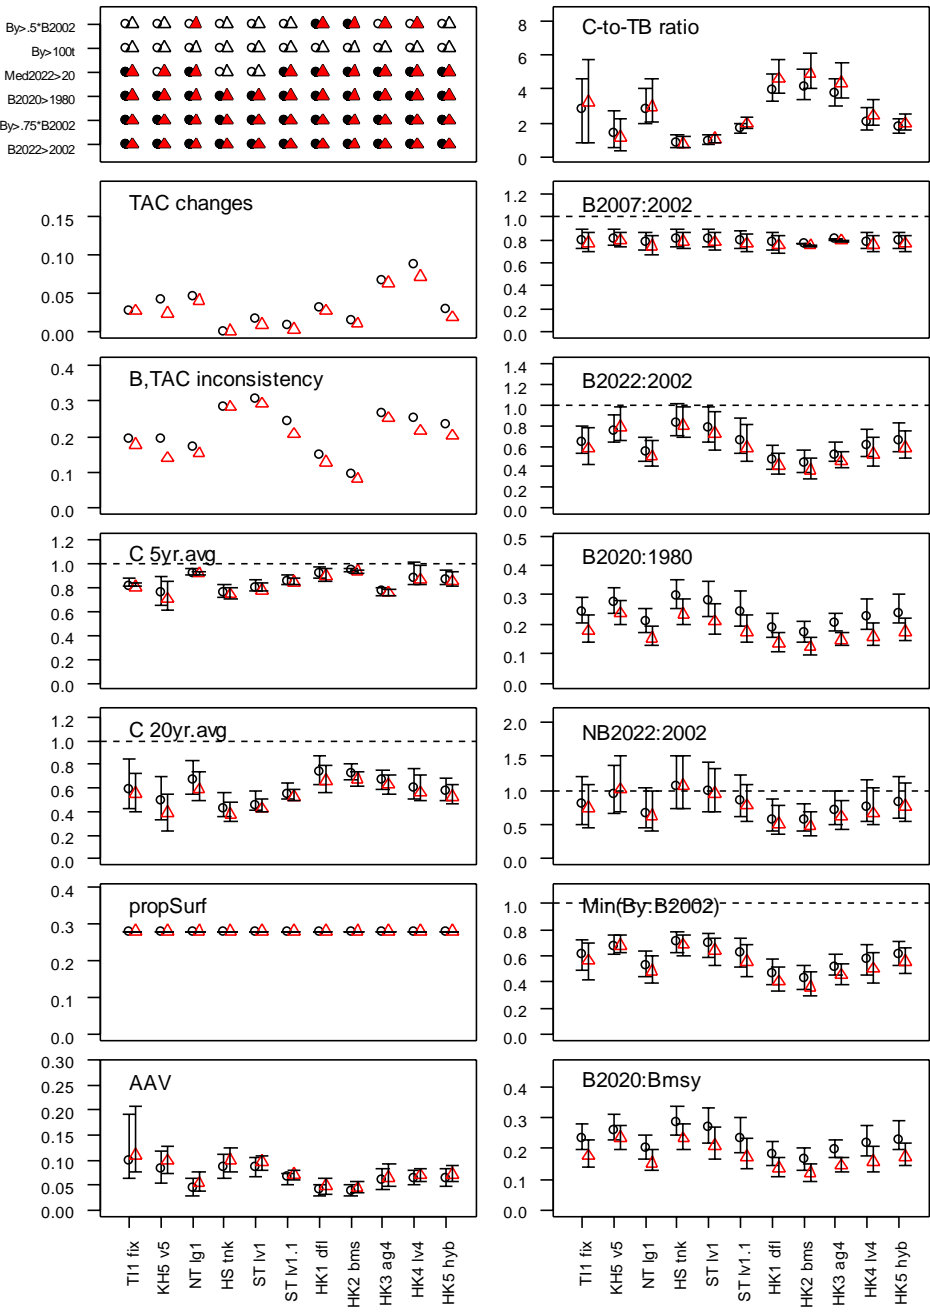 By>.5*B2002
By>100t
Med2022>20
B2020>1980
By>.75*B2002
B2022>2002
C-to-TB ratio
8
6
4
2
0
TAC changes
0.15
0.10
0.05
0.00
B2007:2002
1.2
1.0
0.8
0.6
0.4
0.2
0.0
B,TAC inconsistency
0.3
0.2
0.1
0.0
B2022:2002
1.4
1.2
1.0
0.8
0.6
0.4
0.2
0.0
C 5yr.avg
1.2
1.0
0.8
0.6
0.4
0.2
0.0
B2020:1980
0.5
0.4
0.3
0.2
0.1
0.0
C 20yr.avg
1.2
1.0
0.8
0.6
0.4
0.2
0.0
NB2022:2002
2.0
1.5
1.0
0.5
0.0
propSurf
0.4
0.3
0.2
0.1
0.0
Min(By:B2002)
1.0
0.8
0.6
0.4
0.2
0.0
AAV
0.30
0.25
0.20
0.15
0.10
0.05
0.00
B2020:Bmsy
0.4
0.3
0.2
0.1
0.0
TI1 fix
KH5 v5
NT lg1
HS tnk
ST lv1
ST lv1.1
HK1 dfl
HK2 bms
HK3 ag4
HK4 lv4
HK5 hyb
TI1 fix
KH5 v5
NT lg1
HS tnk
ST lv1
ST lv1.1
HK1 dfl
HK2 bms
HK3 ag4
HK4 lv4
HK5 hyb